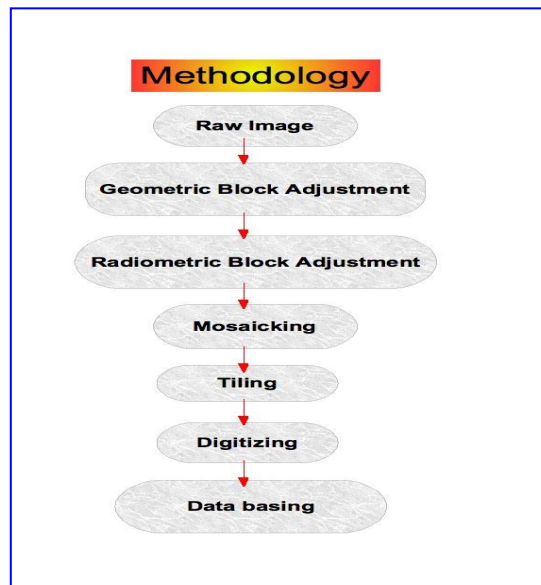 Methodology
Raw Image
Geometric Block Adjustment
Radiometric Block Adjustment
Mosaicking
Tiling
Digitizing
Data basing